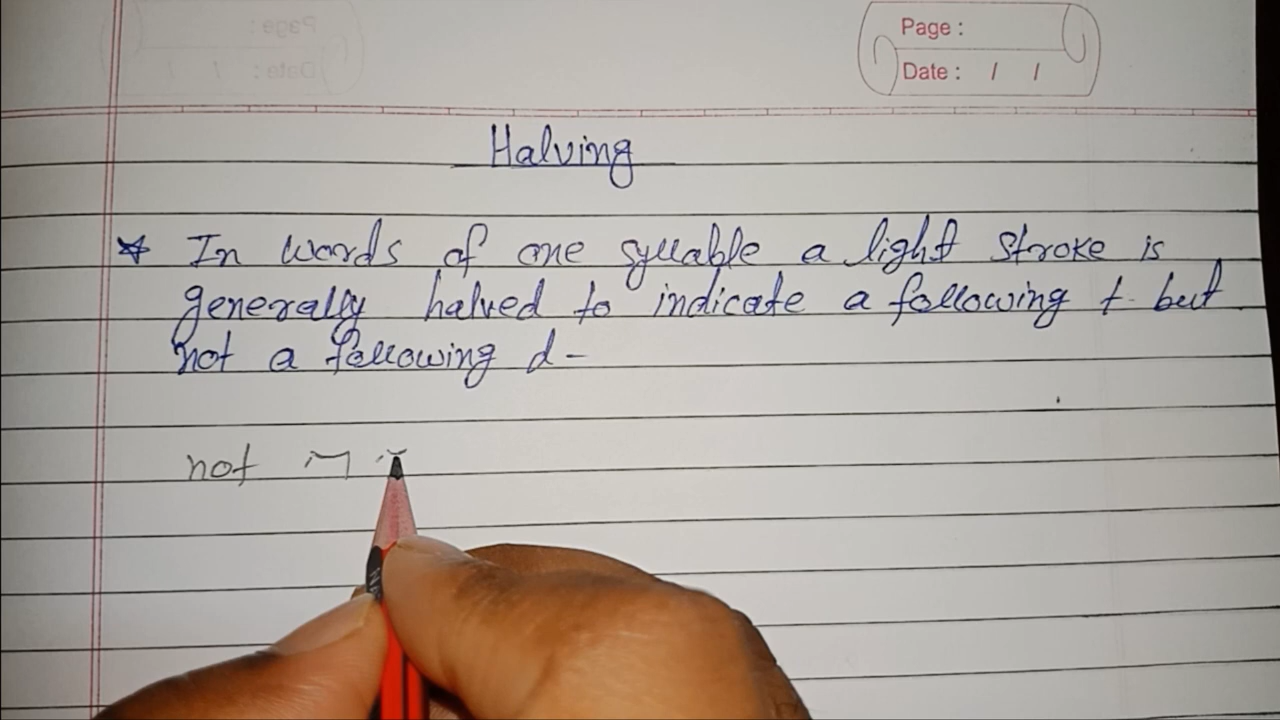 Page :
Date : / /
Halving
* In words of one syllable a light stroke is
generally halved to indicate a following t but
not a following d -
not